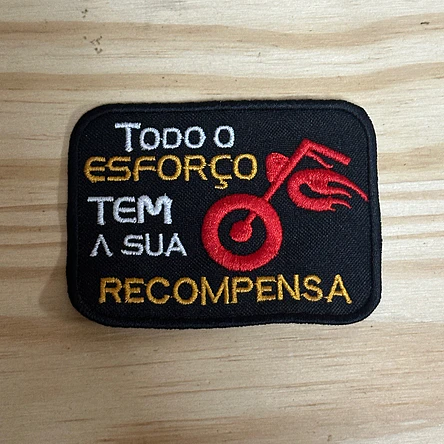 TODO O
ESFORÇO
TEM
A SUA
RECOMPENSA